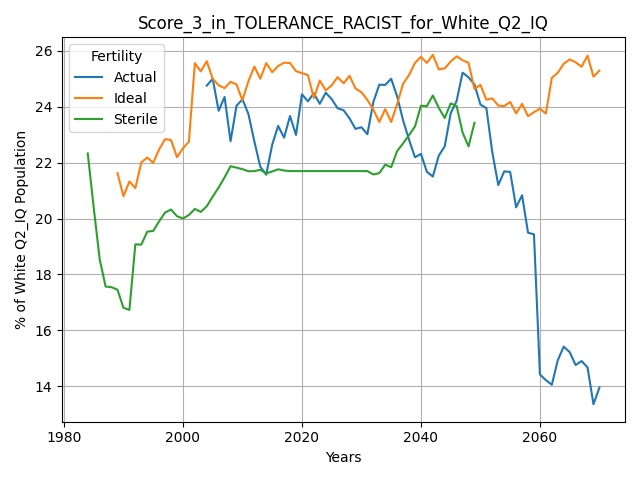 Score_3_in_TOLERANCE_RACIST_for_White_Q2_IQ
Fertility
Actual
Ideal
Sterile
% of White Q2_IQ Population
26
24
22
20
18
16
14
1980
2000
2020
2040
2060
Years